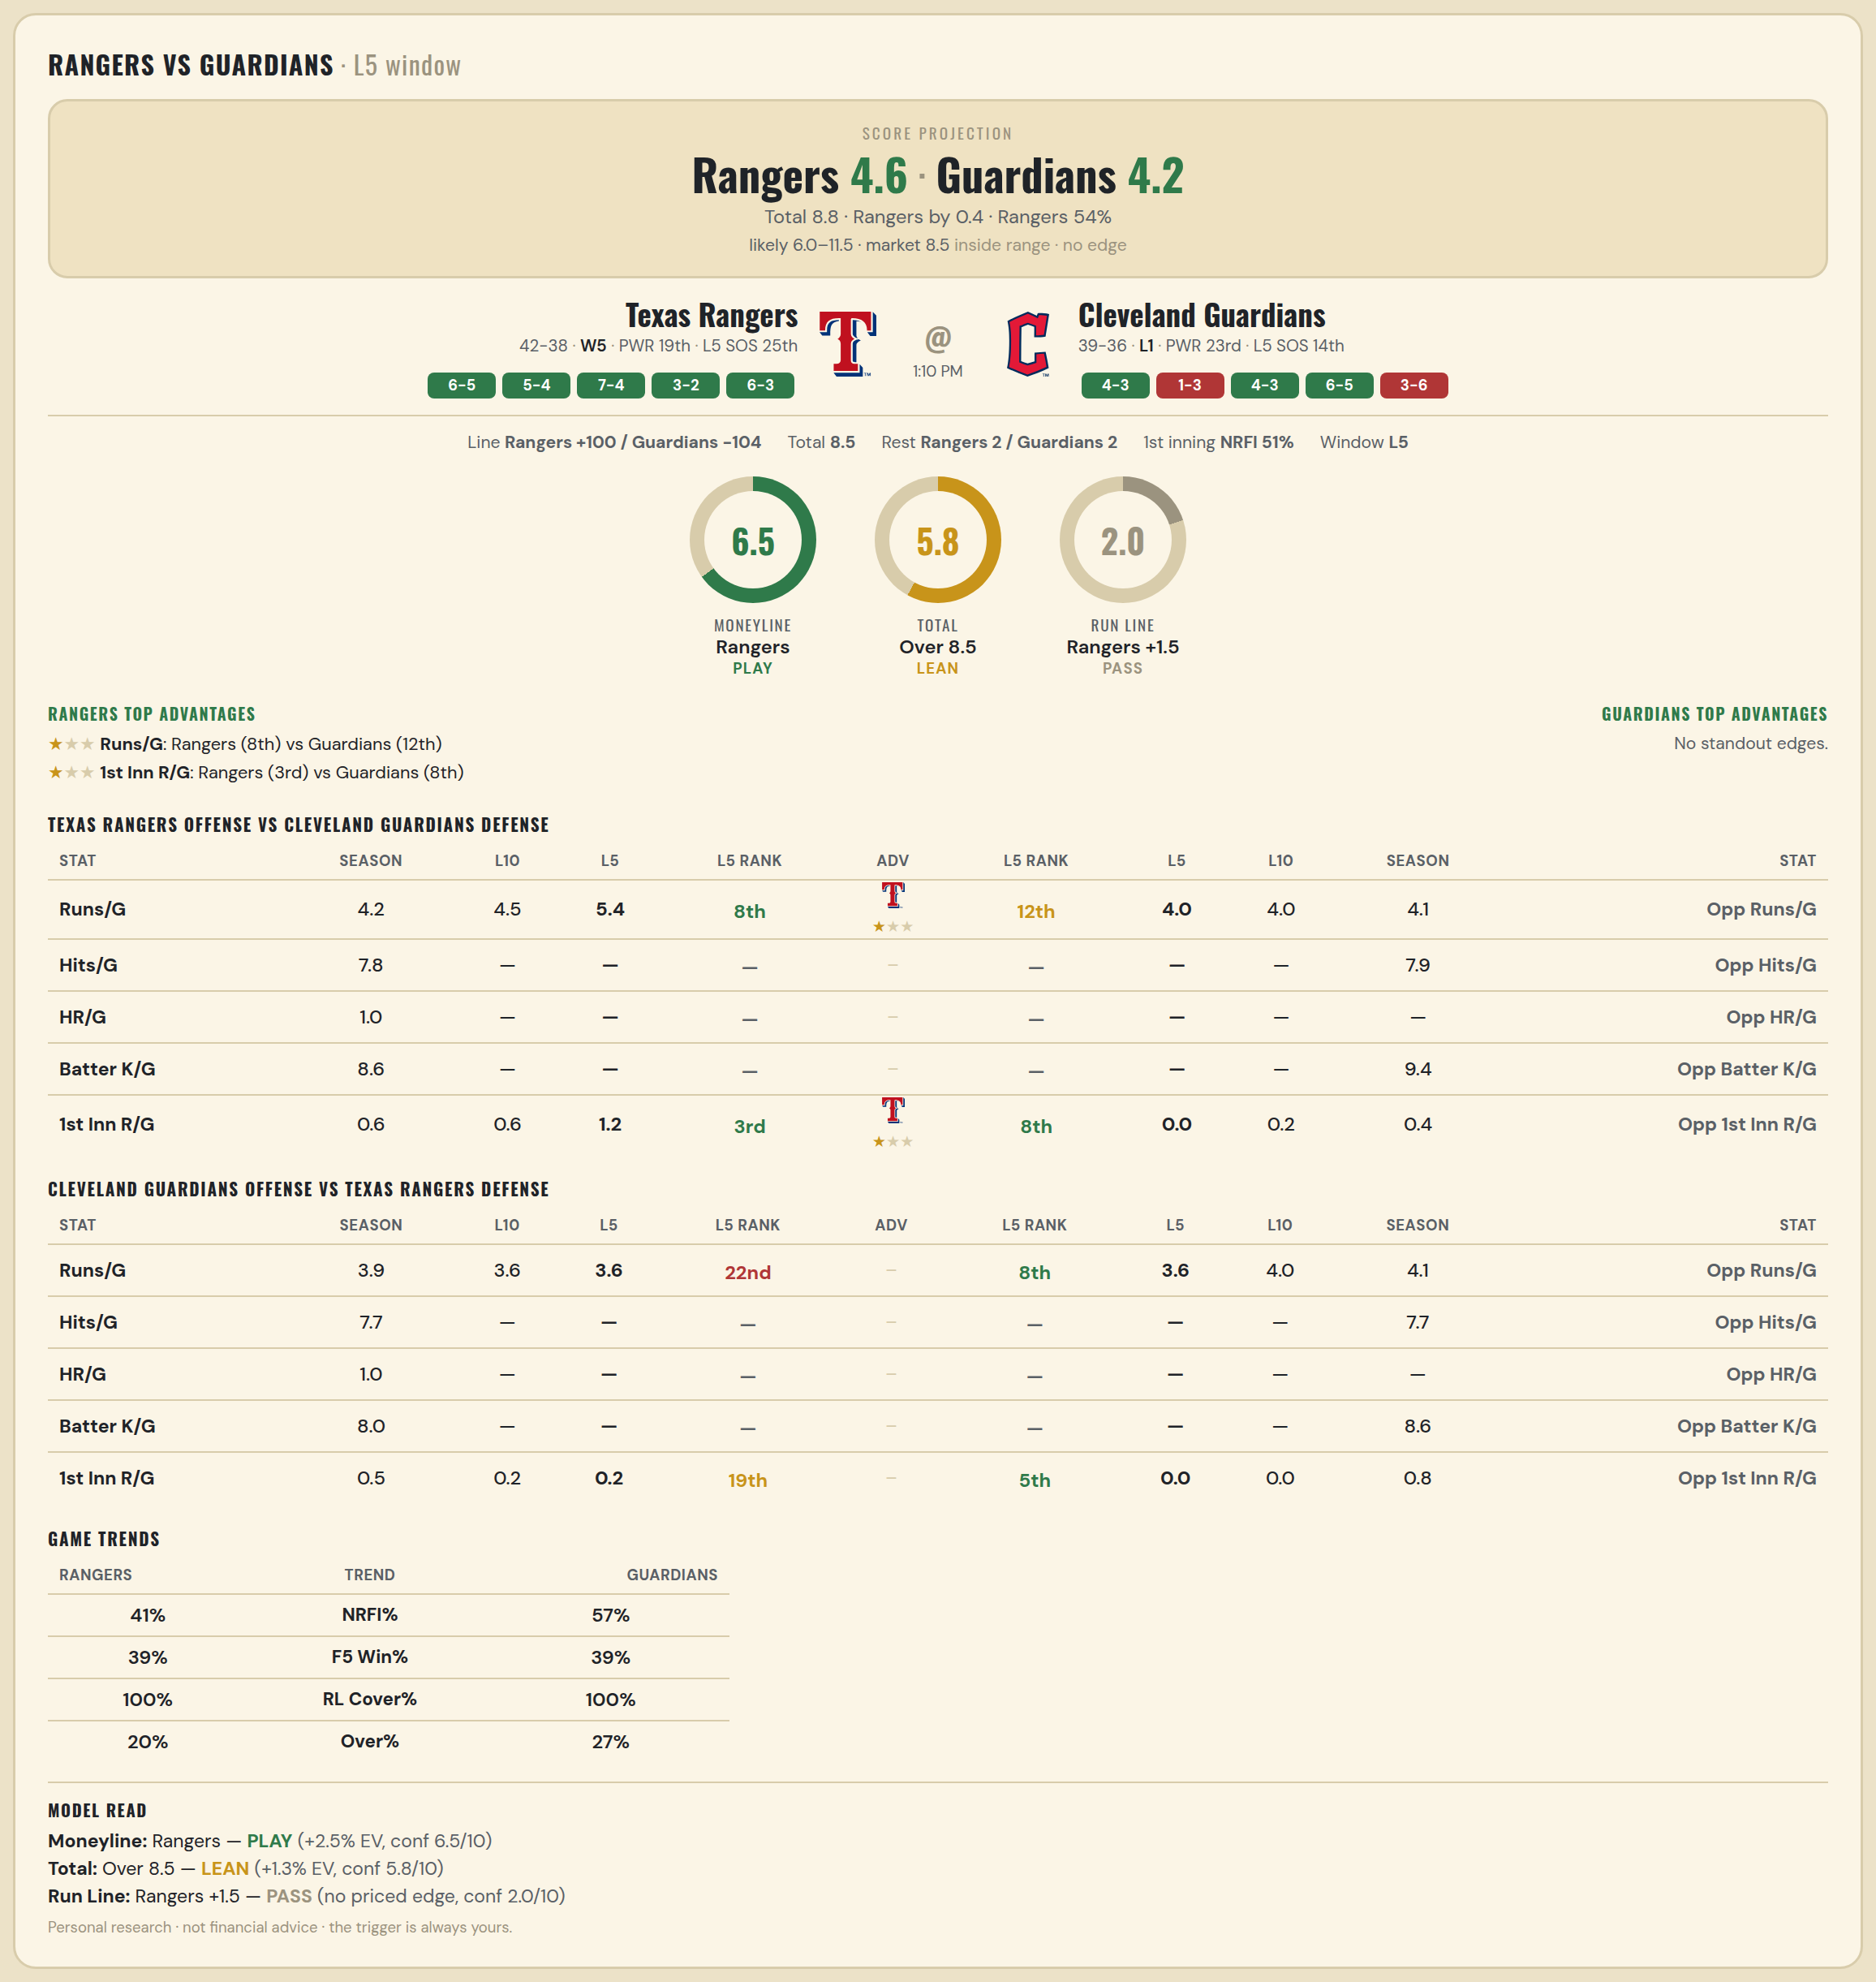 RANGERS VS GUARDIANS · L5 window
SCORE PROJECTION
Rangers 4.6 · Guardians 4.2
Total 8.8 · Rangers by 0.4 · Rangers 54%
likely 6.0–11.5 · market 8.5 inside range · no edge
Texas Rangers
42-38 · W5 · PWR 19th · L5 SOS 25th
6-5 5-4 7-4 3-2 6-3
T
@
1:10 PM
C
Cleveland Guardians
39-36 · L1 · PWR 23rd · L5 SOS 14th
4-3 1-3 4-3 6-5 3-6
Line Rangers +100 / Guardians -104 Total 8.5 Rest Rangers 2 / Guardians 2 1st inning NRFI 51% Window L5
6.5 5.8 2.0
MONEYLINE TOTAL RUN LINE
Rangers Over 8.5 Rangers +1.5
PLAY LEAN PASS
RANGERS TOP ADVANTAGES
★★★ Runs/G: Rangers (8th) vs Guardians (12th)
★★★ 1st Inn R/G: Rangers (3rd) vs Guardians (8th)
GUARDIANS TOP ADVANTAGES
No standout edges.
TEXAS RANGERS OFFENSE VS CLEVELAND GUARDIANS DEFENSE
STAT SEASON L10 L5 L5 RANK ADV L5 RANK L5 L10 SEASON STAT
Runs/G 4.2 4.5 5.4 8th T ★★★ 12th 4.0 4.0 4.1 Opp Runs/G
Hits/G 7.8 — — — – — — — 7.9 Opp Hits/G
HR/G 1.0 — — — – — — — — Opp HR/G
Batter K/G 8.6 — — — – — — — 9.4 Opp Batter K/G
1st Inn R/G 0.6 0.6 1.2 3rd T ★★★ 8th 0.0 0.2 0.4 Opp 1st Inn R/G
CLEVELAND GUARDIANS OFFENSE VS TEXAS RANGERS DEFENSE
STAT SEASON L10 L5 L5 RANK ADV L5 RANK L5 L10 SEASON STAT
Runs/G 3.9 3.6 3.6 22nd – 8th 3.6 4.0 4.1 Opp Runs/G
Hits/G 7.7 — — — – — — — 7.7 Opp Hits/G
HR/G 1.0 — — — – — — — — Opp HR/G
Batter K/G 8.0 — — — – — — — 8.6 Opp Batter K/G
1st Inn R/G 0.5 0.2 0.2 19th – 5th 0.0 0.0 0.8 Opp 1st Inn R/G
GAME TRENDS
RANGERS TREND GUARDIANS
41% NRFI% 57%
39% F5 Win% 39%
100% RL Cover% 100%
20% Over% 27%
MODEL READ
Moneyline: Rangers — PLAY (+2.5% EV, conf 6.5/10)
Total: Over 8.5 — LEAN (+1.3% EV, conf 5.8/10)
Run Line: Rangers +1.5 — PASS (no priced edge, conf 2.0/10)
Personal research · not financial advice · the trigger is always yours.